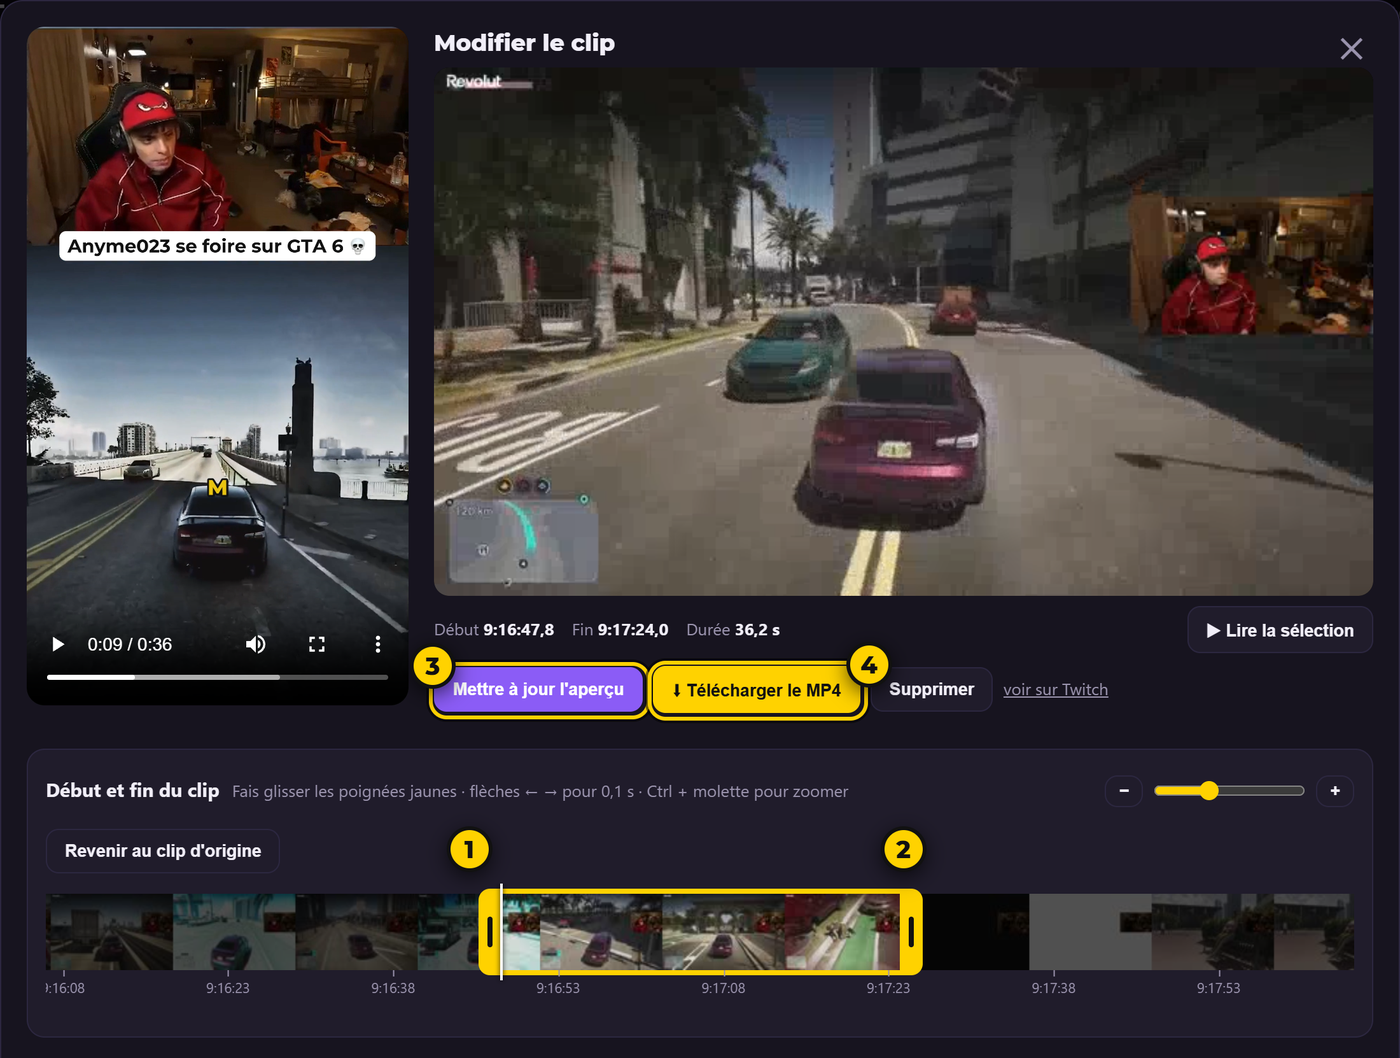 Modifier le clip
Revolut
Anyme023 se foire sur GTA 6 💀
M
0:09 / 0:36
120 km
Début 9:16:47,8 Fin 9:17:24,0 Durée 36,2 s
▶ Lire la sélection
3
4
Mettre à jour l'aperçu
⬇ Télécharger le MP4
Supprimer
voir sur Twitch
Début et fin du clip
Fais glisser les poignées jaunes · flèches ← → pour 0,1 s · Ctrl + molette pour zoomer
− +
Revenir au clip d'origine
1
2
9:16:08 9:16:23 9:16:38 9:16:53 9:17:08 9:17:23 9:17:38 9:17:53